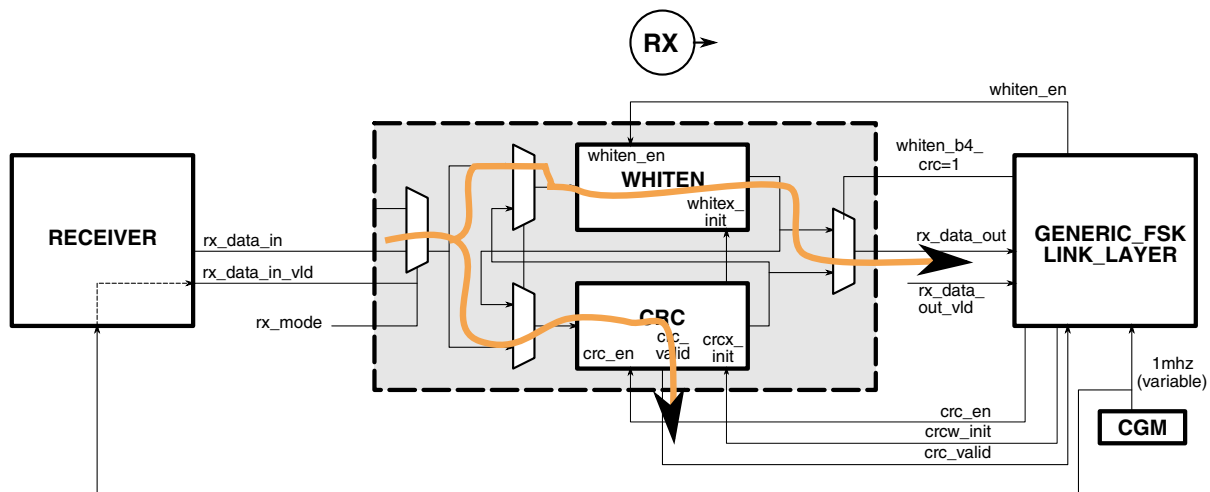 RX
whiten_en
whiten_b4_
crc=1
whiten_en
WHITEN
whitex_
init
RECEIVER
rx_data_in
rx_data_in_vld
rx_mode
rx_data_out
rx_data_
out_vld
GENERIC_FSK
LINK_LAYER
CRC
crc_en
crc_
valid
crcx_
init
1mhz
(variable)
CGM
crc_en
crcw_init
crc_valid